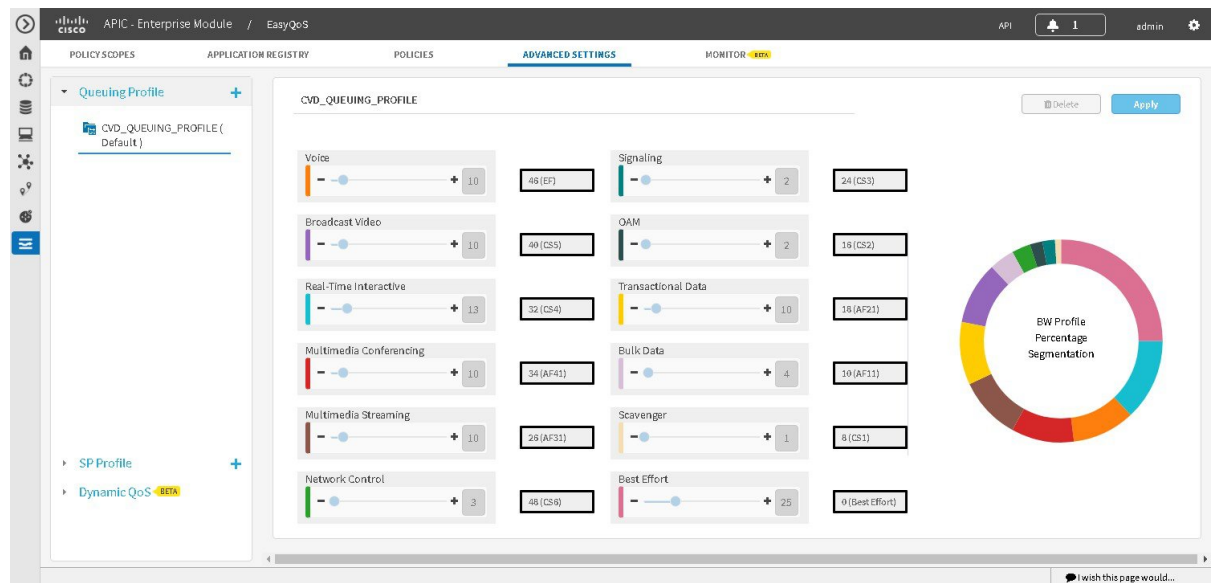 cisco APIC - Enterprise Module / EasyQoS API 1 admin
POLICY SCOPES APPLICATION REGISTRY POLICIES ADVANCED SETTINGS MONITOR BETA
Queuing Profile +
CVD_QUEUING_PROFILE (
Default )
SP Profile +
Dynamic QoS BETA
CVD_QUEUING_PROFILE Delete Apply
Voice
- + 10 46 (EF)
Signaling
- + 2 24 (CS3)
Broadcast Video
- + 10 40 (CS5)
OAM
- + 2 16 (CS2)
Real-Time Interactive
- + 13 32 (CS4)
Transactional Data
- + 10 18 (AF21)
Multimedia Conferencing
- + 10 34 (AF41)
Bulk Data
- + 4 10 (AF11)
Multimedia Streaming
- + 10 26 (AF31)
Scavenger
- + 1 8 (CS1)
Network Control
- + 3 48 (CS6)
Best Effort
- + 25 0 (Best Effort)
BW Profile
Percentage
Segmentation
I wish this page would...